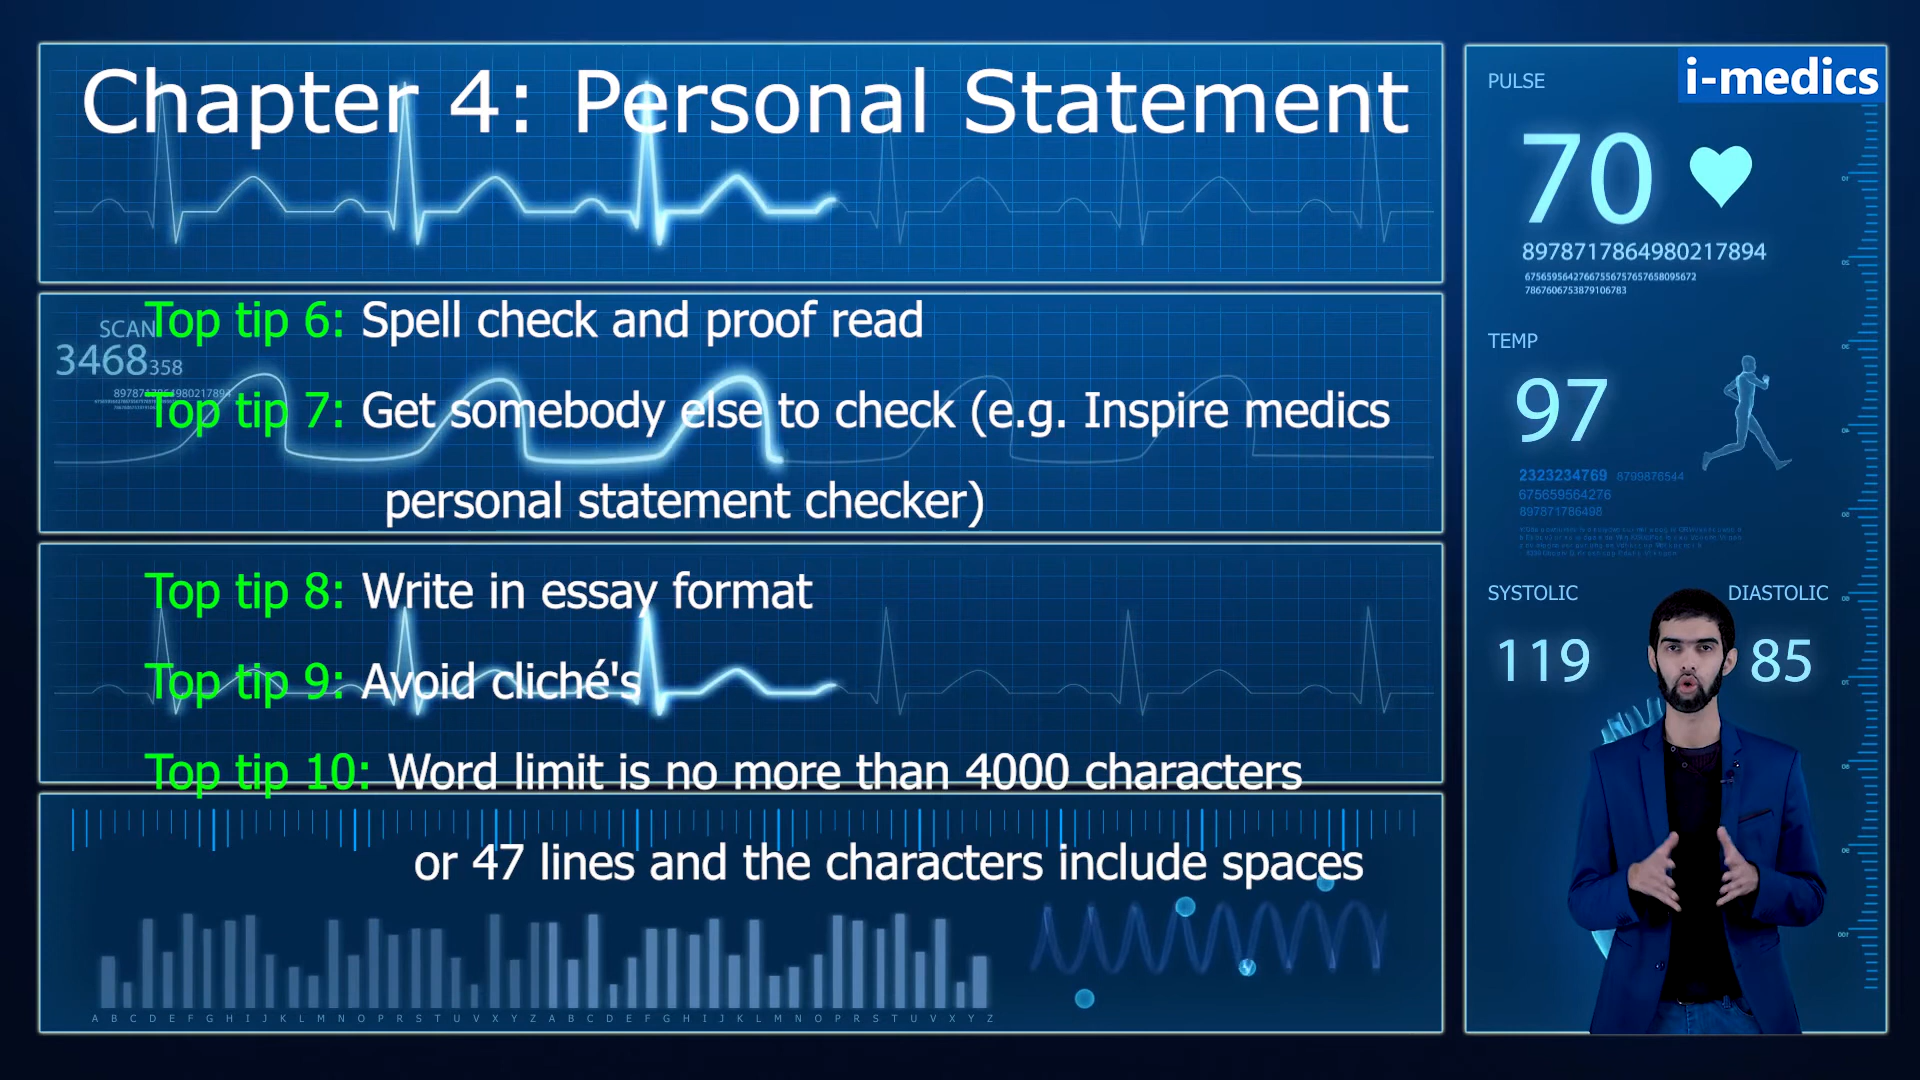 Chapter 4: Personal Statement
Top tip 6: Spell check and proof read
Top tip 7: Get somebody else to check (e.g. Inspire medics
personal statement checker)
Top tip 8: Write in essay format
Top tip 9: Avoid cliché's
Top tip 10: Word limit is no more than 4000 characters
or 47 lines and the characters include spaces
SCAN
3468358
A B C D E F G H I J K L M N O P R S T U V X Y Z A B C D E F G H I J K L M N O P R S T U V X Y Z
i-medics
PULSE
70
8978717864980217894
7867606753879106783
TEMP
97
2323234769 8799876544
675659564276
897871786498
SYSTOLIC
DIASTOLIC
119
85